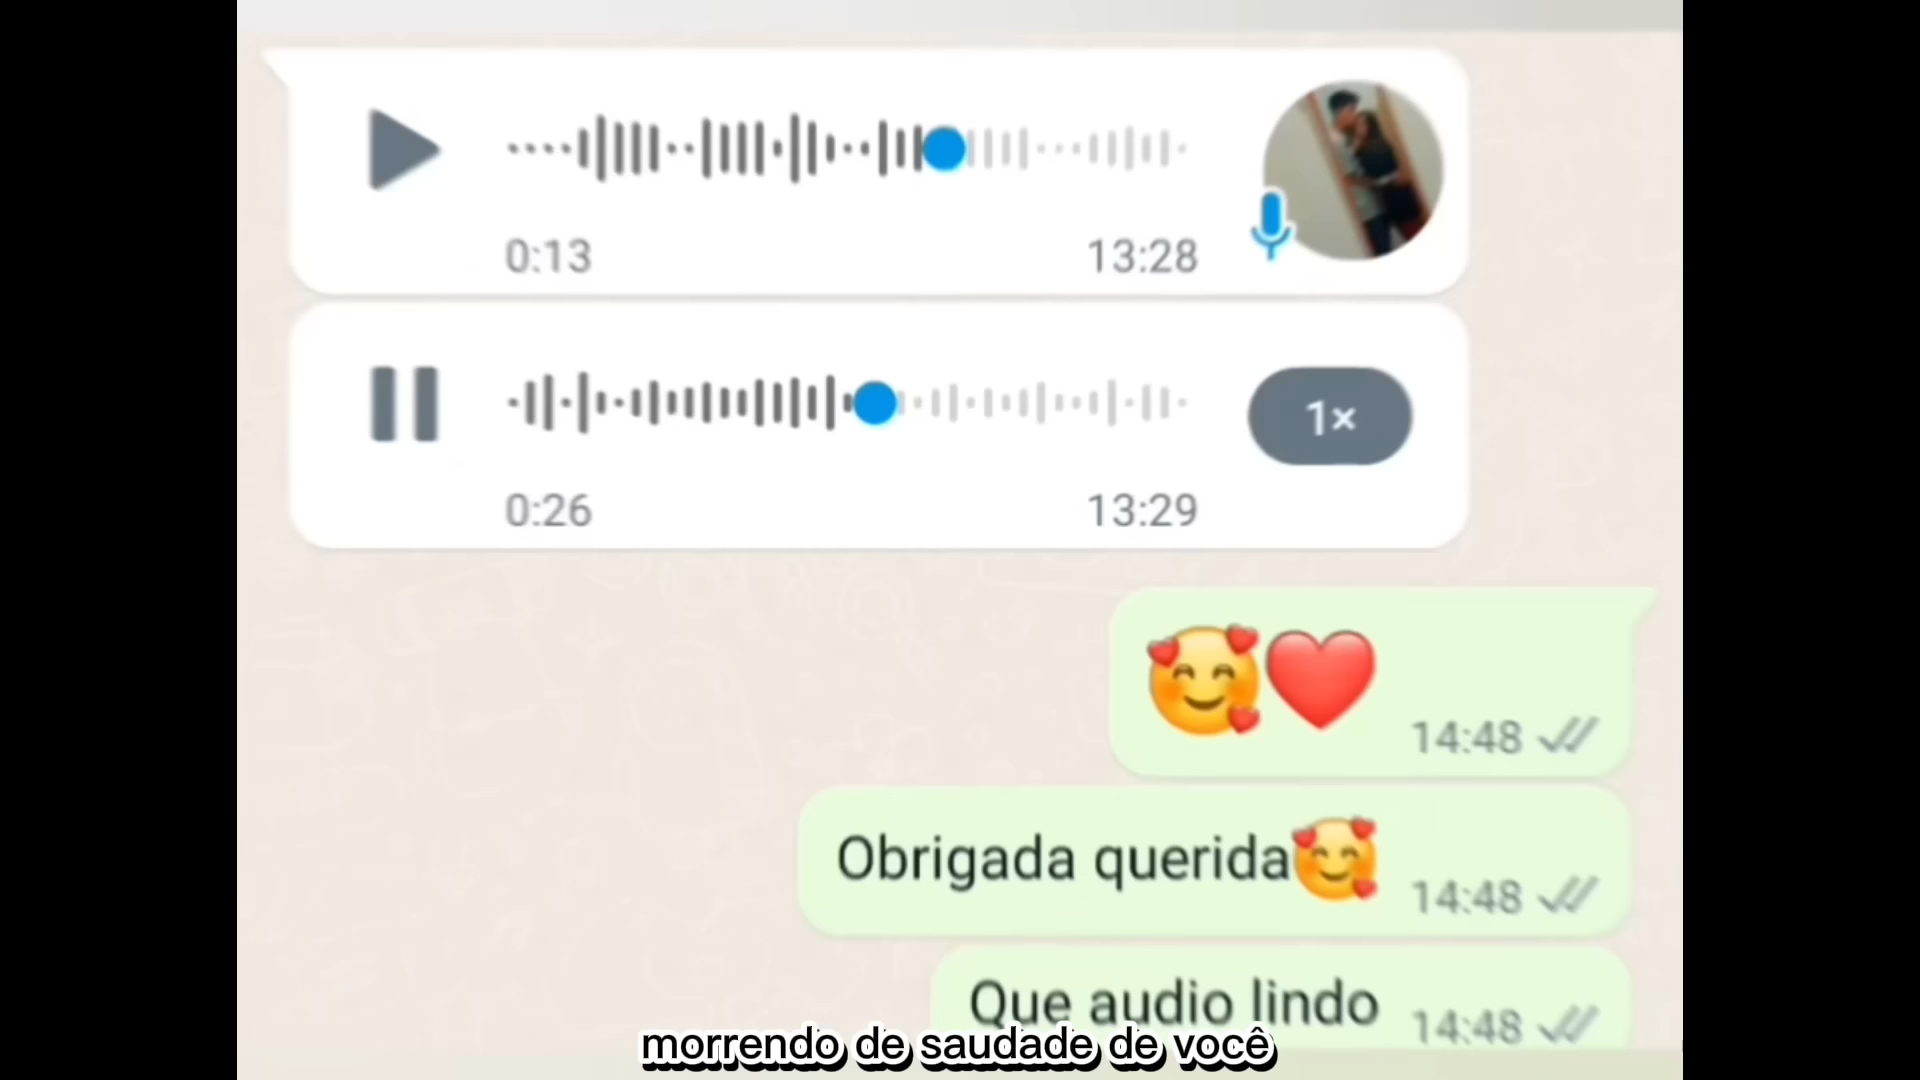 0:13 13:28
1×
0:26 13:29
🥰❤️ 14:48
Obrigada querida🥰 14:48
Que audio lindo 14:48
morrendo de saudade de você